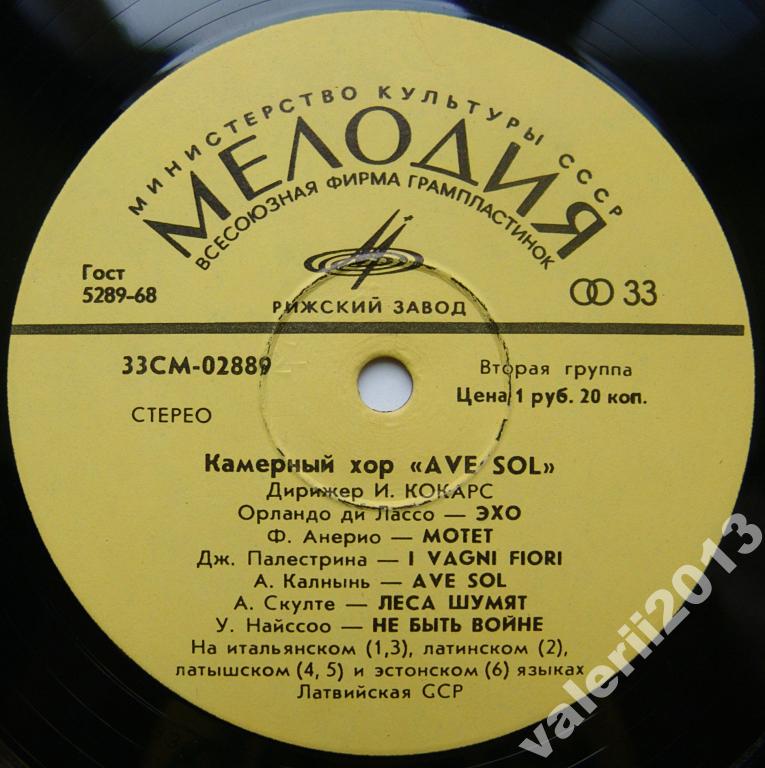 МИНИСТЕРСТВО КУЛЬТУРЫ СССР
МЕЛОДИЯ
ВСЕСОЮЗНАЯ ФИРМА ГРАМПЛАСТИНОК
Гост
5289-68
33
РИЖСКИЙ ЗАВОД
33СМ-02889
Вторая группа
Цена 1 руб. 20 коп.
СТЕРЕО
Камерный хор «AVE SOL»
Дирижер И. КОКАРС
Орландо ди Лассо — ЭХО
Ф. Анерио — МОТЕТ
Дж. Палестрина — I VAGNI FIORI
А. Калнынь — AVE SOL
А. Скулте — ЛЕСА ШУМЯТ
У. Найссоо — НЕ БЫТЬ ВОЙНЕ
На итальянском (1,3), латинском (2),
латышском (4, 5) и эстонском (6) языках
Латвийская ССР
valerii2013